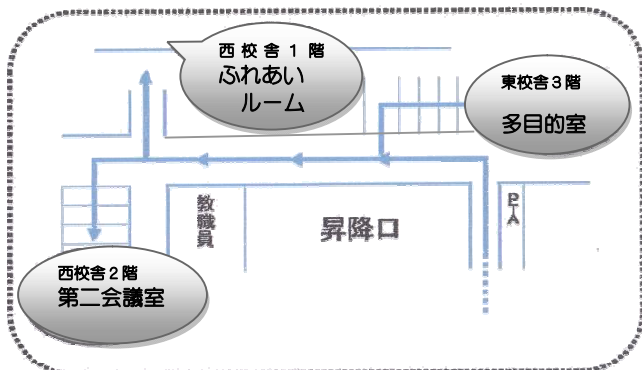 西校舎１階
ふれあい
ルーム
東校舎３階
多目的室
教職員
昇降口
PTA
西校舎２階
第二会議室